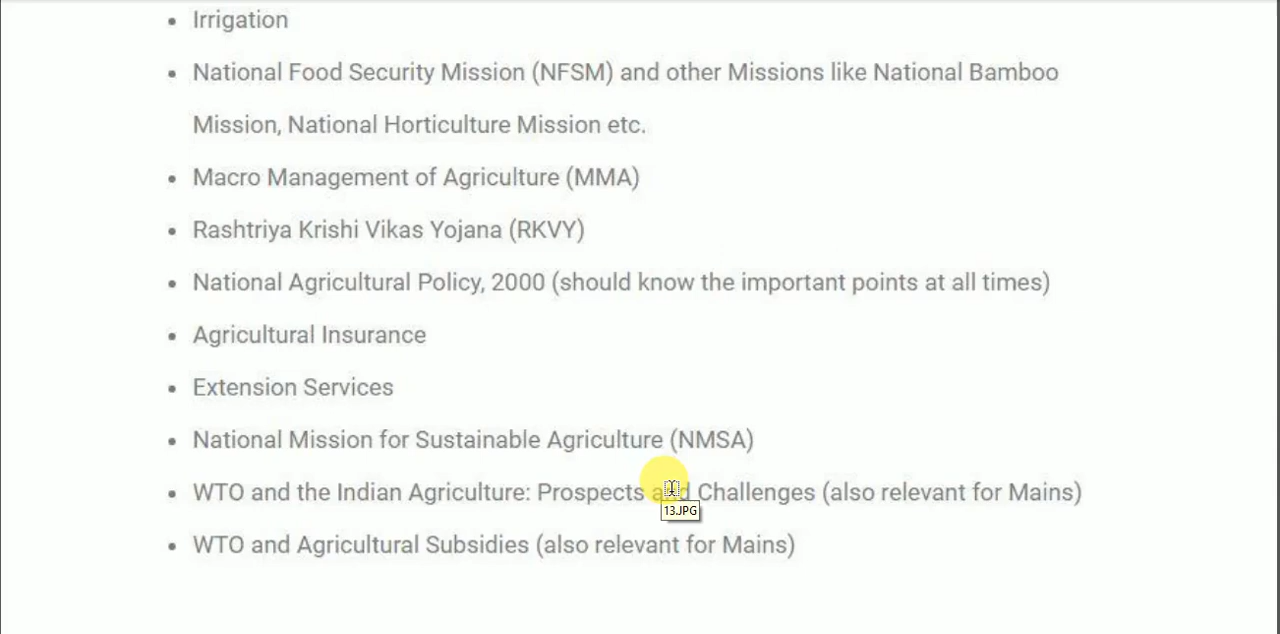 Irrigation
National Food Security Mission (NFSM) and other Missions like National Bamboo
Mission, National Horticulture Mission etc.
Macro Management of Agriculture (MMA)
Rashtriya Krishi Vikas Yojana (RKVY)
National Agricultural Policy, 2000 (should know the important points at all times)
Agricultural Insurance
Extension Services
National Mission for Sustainable Agriculture (NMSA)
WTO and the Indian Agriculture: Prospects and Challenges (also relevant for Mains)
13.JPG
WTO and Agricultural Subsidies (also relevant for Mains)